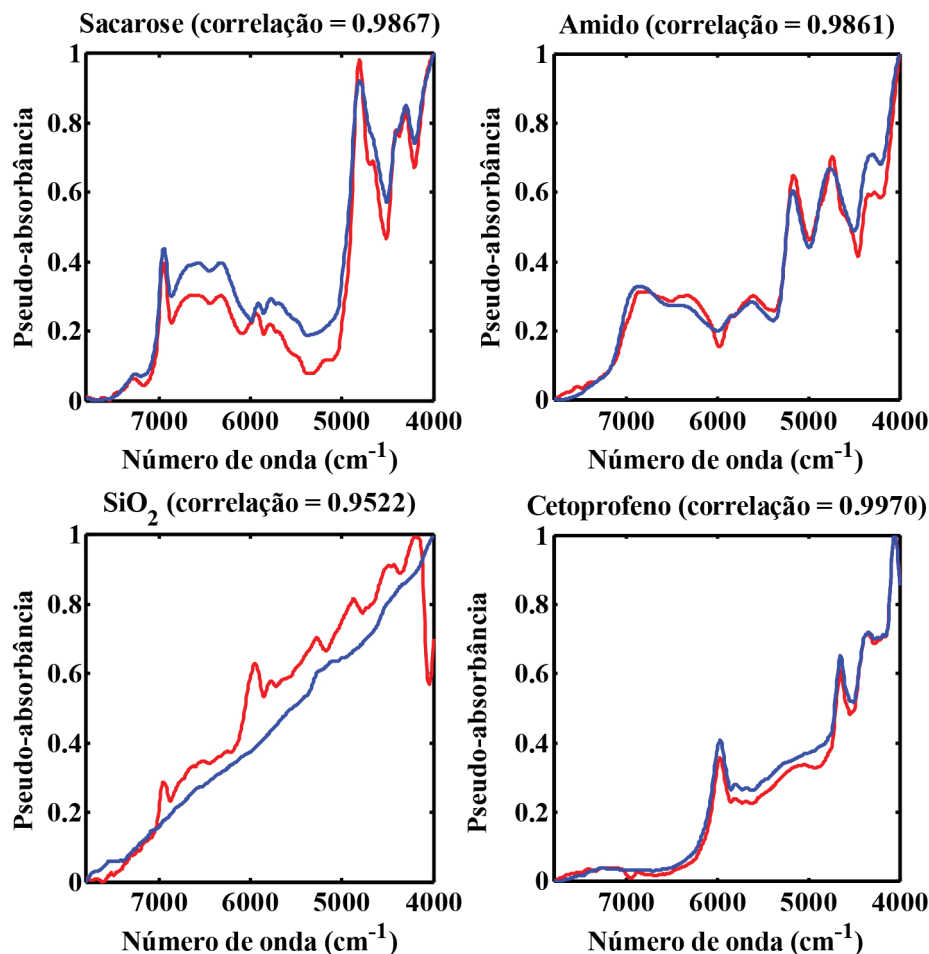 Sacarose (correlação = 0.9867)
Pseudo-absorbância
1
0.8
0.6
0.4
0.2
0
7000 6000 5000 4000
Número de onda (cm-1)
Amido (correlação = 0.9861)
Pseudo-absorbância
1
0.8
0.6
0.4
0.2
0
7000 6000 5000 4000
Número de onda (cm-1)
SiO2 (correlação = 0.9522)
Pseudo-absorbância
1
0.8
0.6
0.4
0.2
0
7000 6000 5000 4000
Número de onda (cm-1)
Cetoprofeno (correlação = 0.9970)
Pseudo-absorbância
1
0.8
0.6
0.4
0.2
0
7000 6000 5000 4000
Número de onda (cm-1)